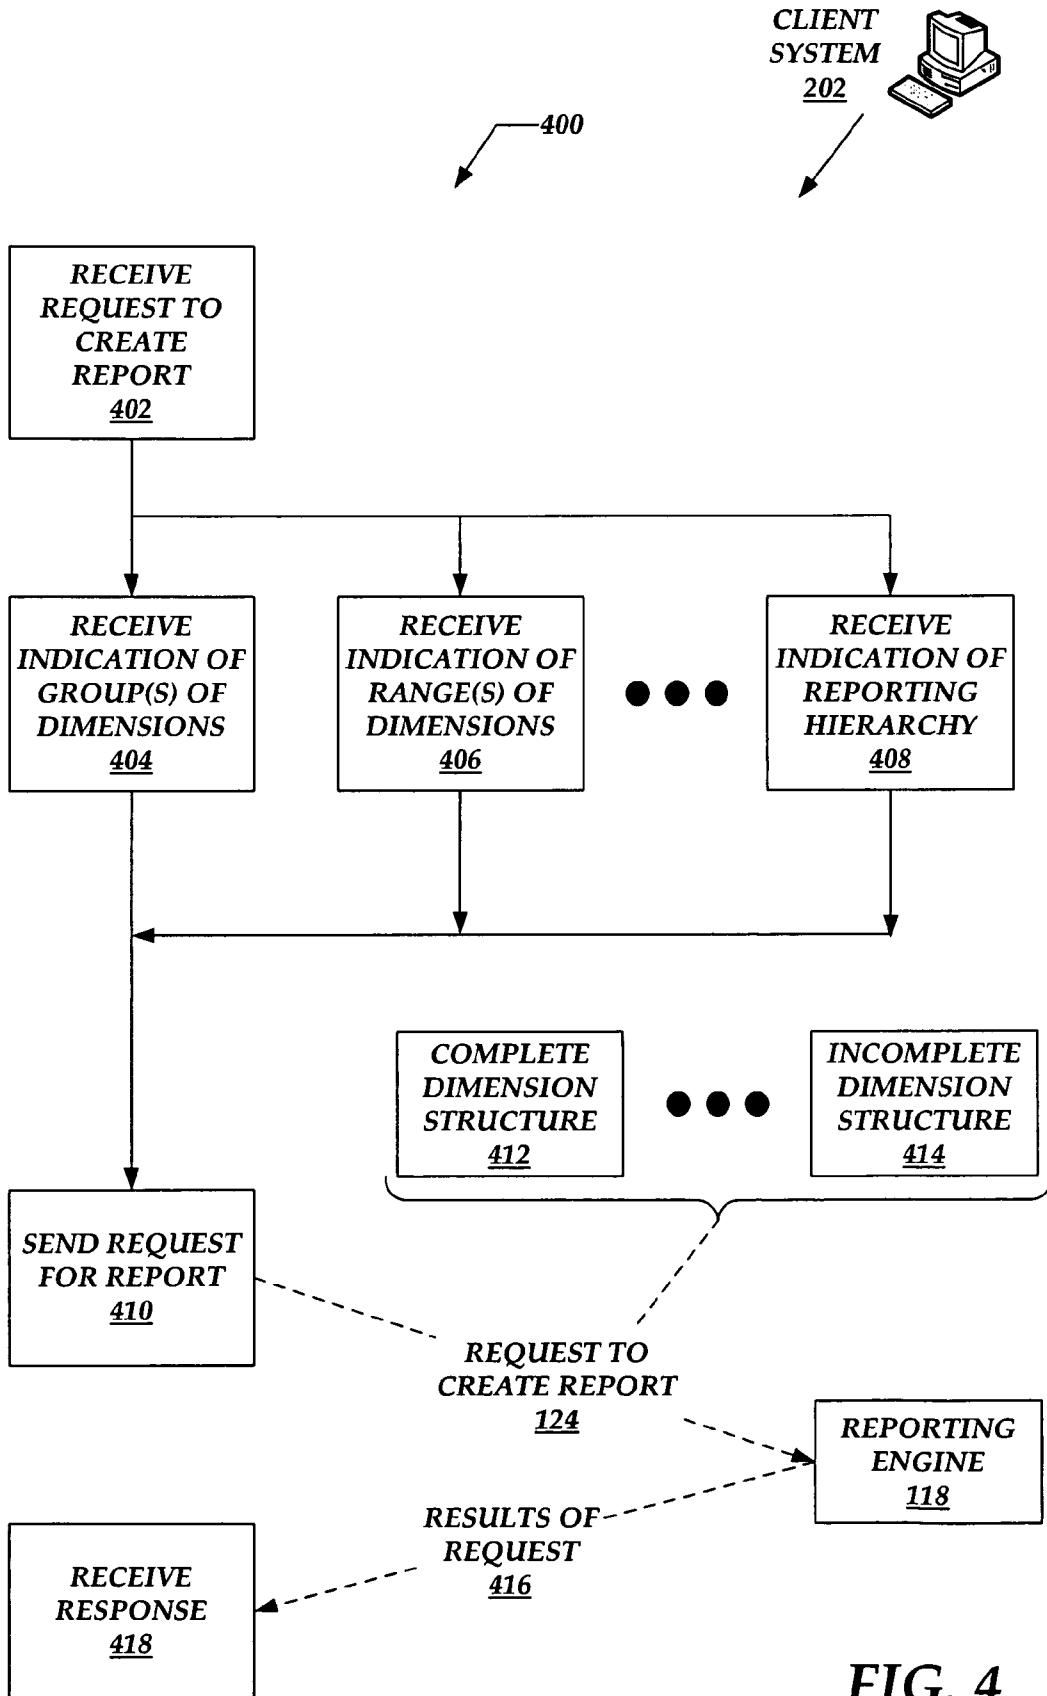 CLIENT
SYSTEM
202
400
RECEIVE
REQUEST TO
CREATE
REPORT
402
RECEIVE
INDICATION OF
GROUP(S) OF
DIMENSIONS
404
RECEIVE
INDICATION OF
RANGE(S) OF
DIMENSIONS
406
RECEIVE
INDICATION OF
REPORTING
HIERARCHY
408
COMPLETE
DIMENSION
STRUCTURE
412
INCOMPLETE
DIMENSION
STRUCTURE
414
SEND REQUEST
FOR REPORT
410
REQUEST TO
CREATE REPORT
124
REPORTING
ENGINE
118
RESULTS OF
REQUEST
416
RECEIVE
RESPONSE
418
FIG. 4